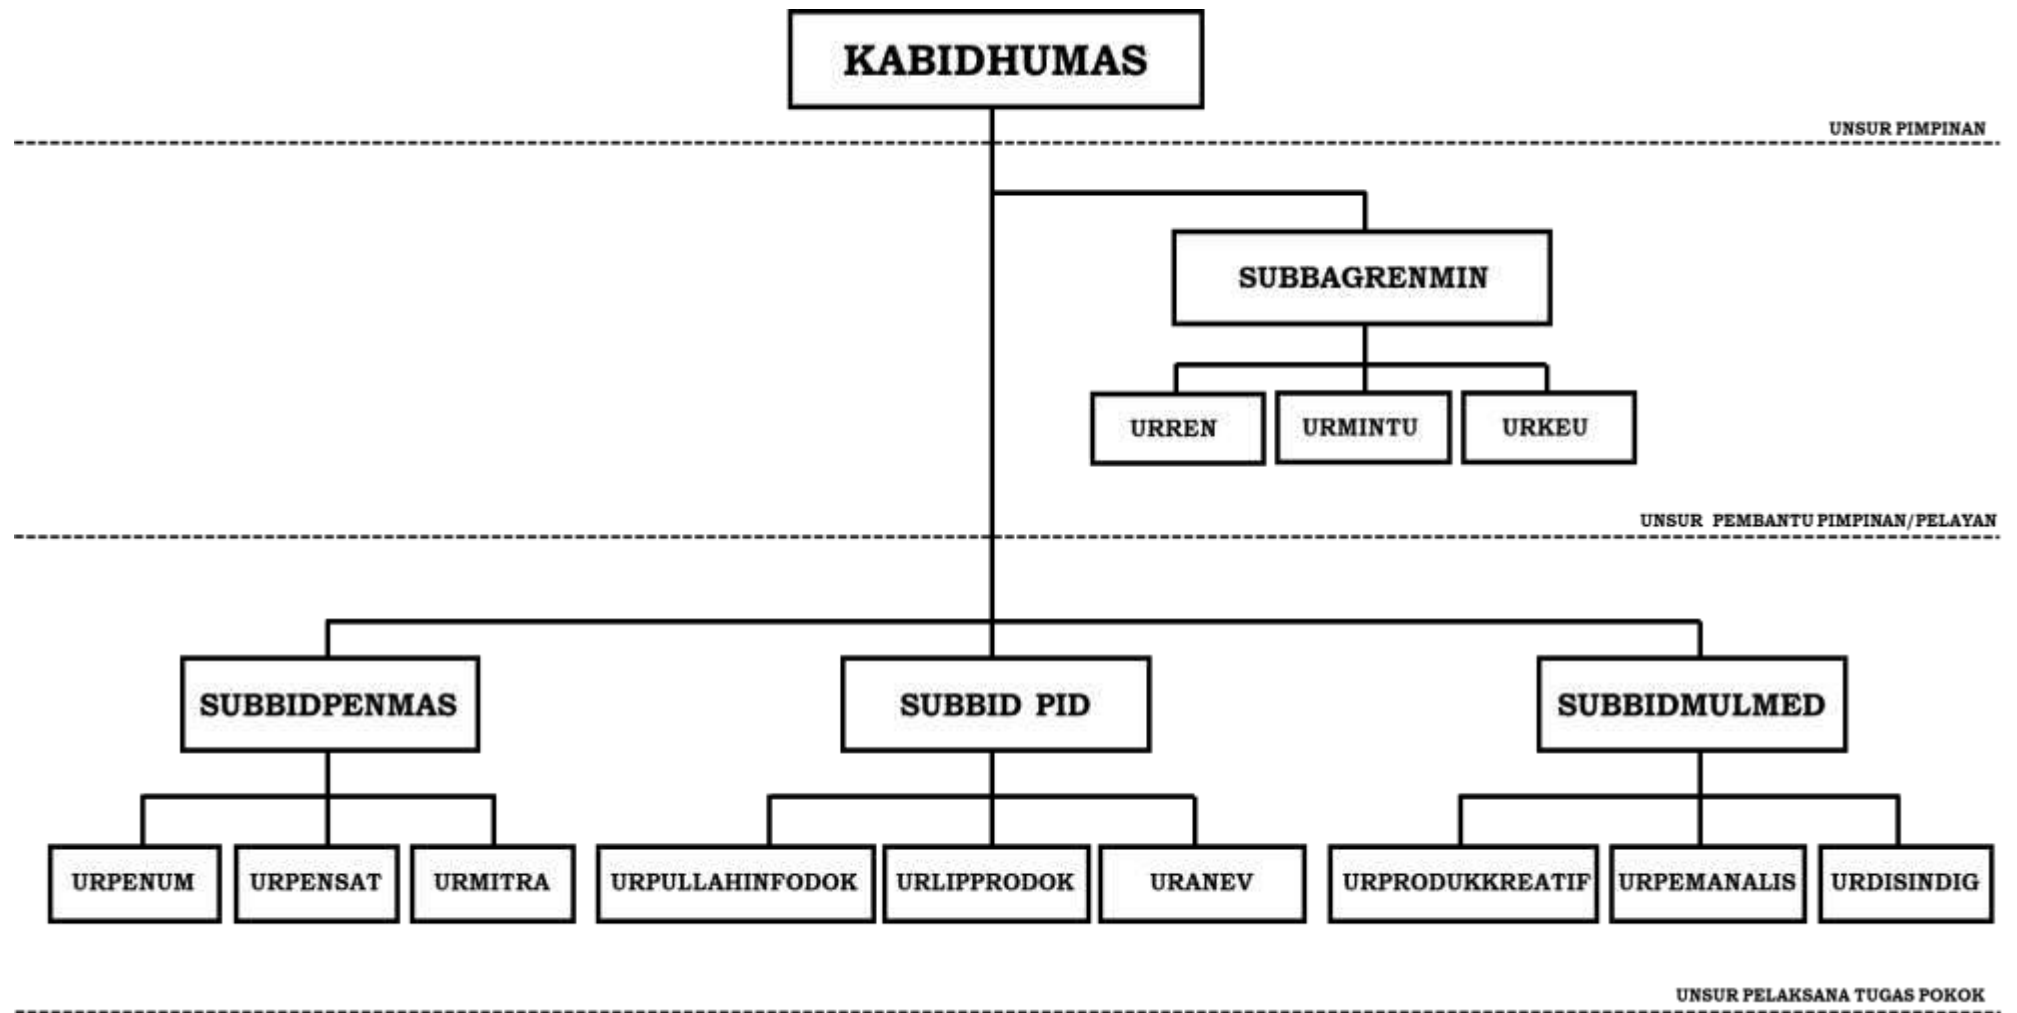 KABIDHUMAS
UNSUR PIMPINAN
SUBBAGRENMIN
URREN
URMINTU
URKEU
UNSUR PEMBANTU PIMPINAN/PELAYAN
SUBBIDPENMAS
SUBBID PID
SUBBIDMULMED
URPENUM
URPENSAT
URMITRA
URPULLAHINFODOK
URLIPPRODOK
URANEV
URPRODUKKREATIF
URPEMANALIS
URDISINDIG
UNSUR PELAKSANA TUGAS POKOK